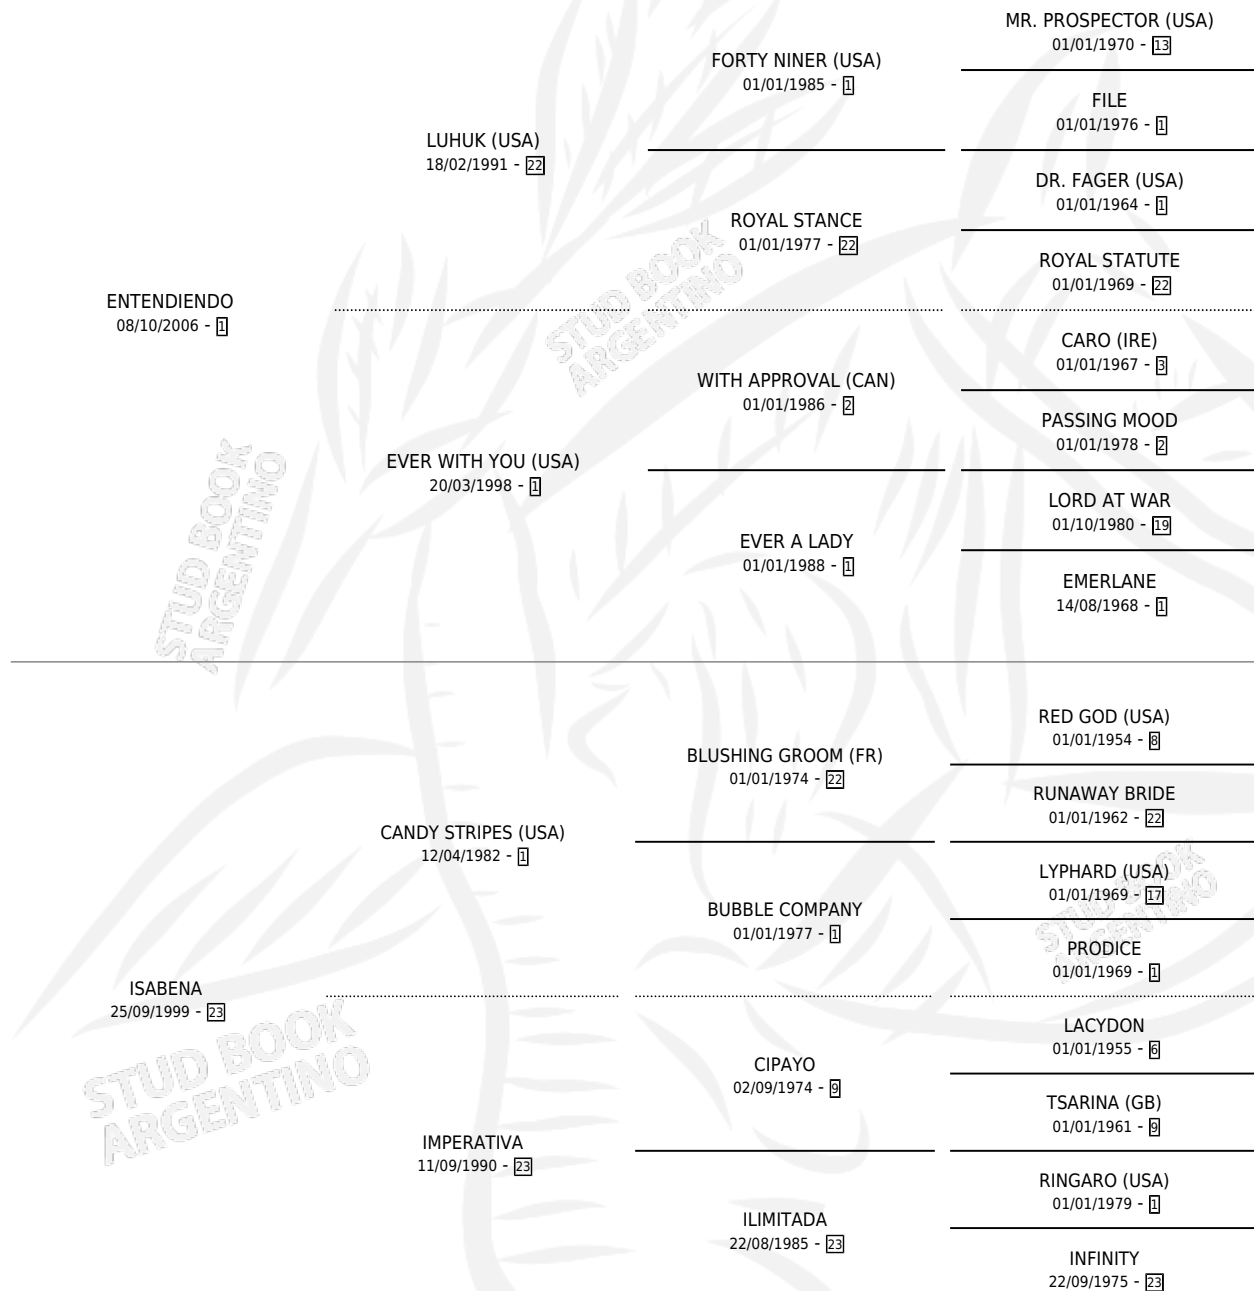 MR. PROSPECTOR (USA)
01/01/1970 - 13
FORTY NINER (USA)
01/01/1985 - 1
FILE
01/01/1976 - 1
LUHUK (USA)
18/02/1991 - 22
DR. FAGER (USA)
01/01/1964 - 1
ROYAL STANCE
01/01/1977 - 22
ROYAL STATUTE
01/01/1969 - 22
ENTENDIENDO
08/10/2006 - 1
CARO (IRE)
01/01/1967 - 3
WITH APPROVAL (CAN)
01/01/1986 - 2
PASSING MOOD
01/01/1978 - 2
EVER WITH YOU (USA)
20/03/1998 - 1
LORD AT WAR
01/10/1980 - 19
EVER A LADY
01/01/1988 - 1
EMERLANE
14/08/1968 - 1
STUD BOOK
ARGENTINO
STUD BOOK
ARGENTINO
RED GOD (USA)
01/01/1954 - 8
BLUSHING GROOM (FR)
01/01/1974 - 22
RUNAWAY BRIDE
01/01/1962 - 22
CANDY STRIPES (USA)
12/04/1982 - 1
LYPHARD (USA)
01/01/1969 - 17
BUBBLE COMPANY
01/01/1977 - 1
PRODICE
01/01/1969 - 1
STUD BOOK
ARGENTINO
ISABENA
25/09/1999 - 23
LACYDON
01/01/1955 - 6
CIPAYO
02/09/1974 - 9
TSARINA (GB)
01/01/1961 - 9
IMPERATIVA
11/09/1990 - 23
RINGARO (USA)
01/01/1979 - 1
ILIMITADA
22/08/1985 - 23
INFINITY
22/09/1975 - 23
STUD BOOK
ARGENTINO